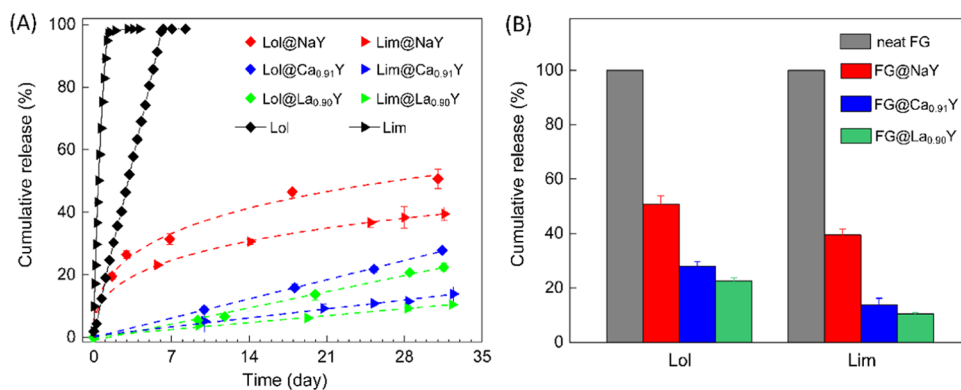 (A)
Cumulative release (%)
100
80
60
40
20
0
Lol@NaY
Lim@NaY
Lol@Ca0.91Y
Lim@Ca0.91Y
Lol@La0.90Y
Lim@La0.90Y
Lol
Lim
0 7 14 21 28 35
Time (day)
(B)
Cumulative release (%)
100
80
60
40
20
0
neat FG
FG@NaY
FG@Ca0.91Y
FG@La0.90Y
Lol Lim